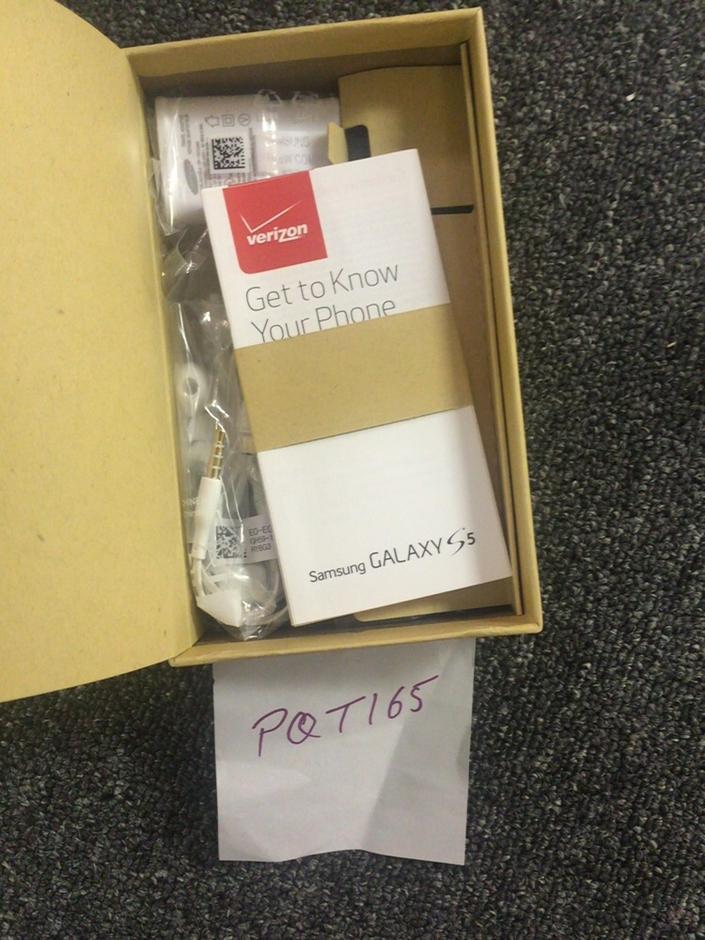 verizon
Get to Know
Your Phone
Samsung GALAXY S5
PQT165